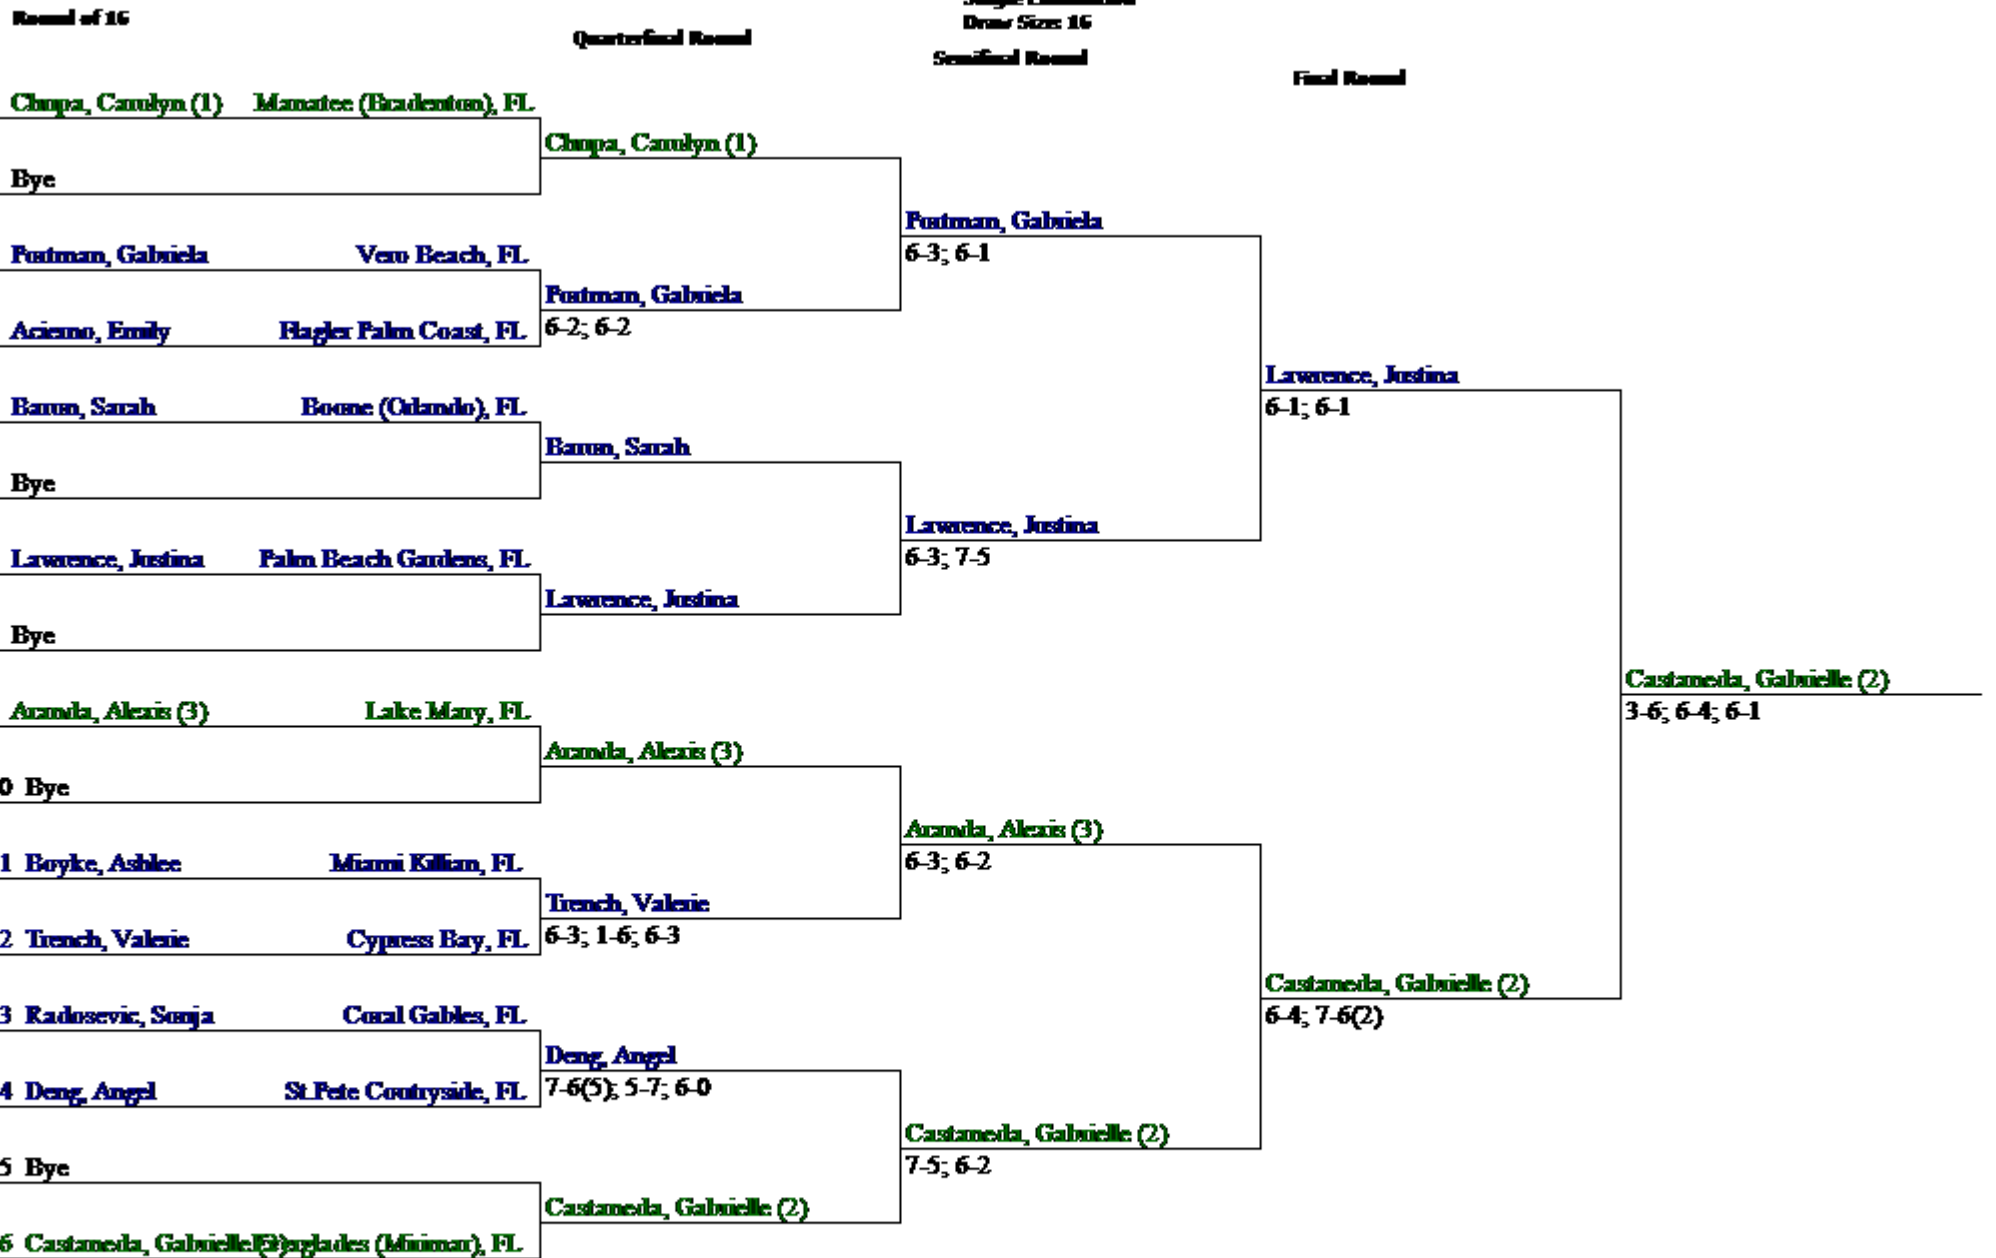 Draw Size: 16
Round of 16
Quarterfinal Round
Semifinal Round
Final Round
Chupa, Carolyn (1) Manatee (Bradenton), FL
Chupa, Carolyn (1)
Bye
Portman, Gabriela
6-3; 6-1
Portman, Gabriela Vero Beach, FL
Portman, Gabriela
6-2; 6-2
Acierno, Emily Flagler Palm Coast, FL
Lawrence, Justina
6-1; 6-1
Baron, Sarah Boone (Orlando), FL
Baron, Sarah
Bye
Lawrence, Justina
6-3; 7-5
Lawrence, Justina Palm Beach Gardens, FL
Lawrence, Justina
Bye
Castaneda, Gabrielle (2)
3-6; 6-4; 6-1
Aranda, Alexis (3) Lake Mary, FL
Aranda, Alexis (3)
0 Bye
Aranda, Alexis (3)
6-3; 6-2
1 Boyke, Ashlee Miami Killian, FL
Trench, Valerie
6-3; 1-6; 6-3
2 Trench, Valerie Cypress Bay, FL
Castaneda, Gabrielle (2)
6-4; 7-6(2)
3 Radosevic, Sonja Coral Gables, FL
Deng, Angel
7-6(5); 5-7; 6-0
4 Deng, Angel St.Pete Coutryside, FL
Castaneda, Gabrielle (2)
7-5; 6-2
5 Bye
Castaneda, Gabrielle (2)
6 Castaneda, Gabrielle (Miramar), FL